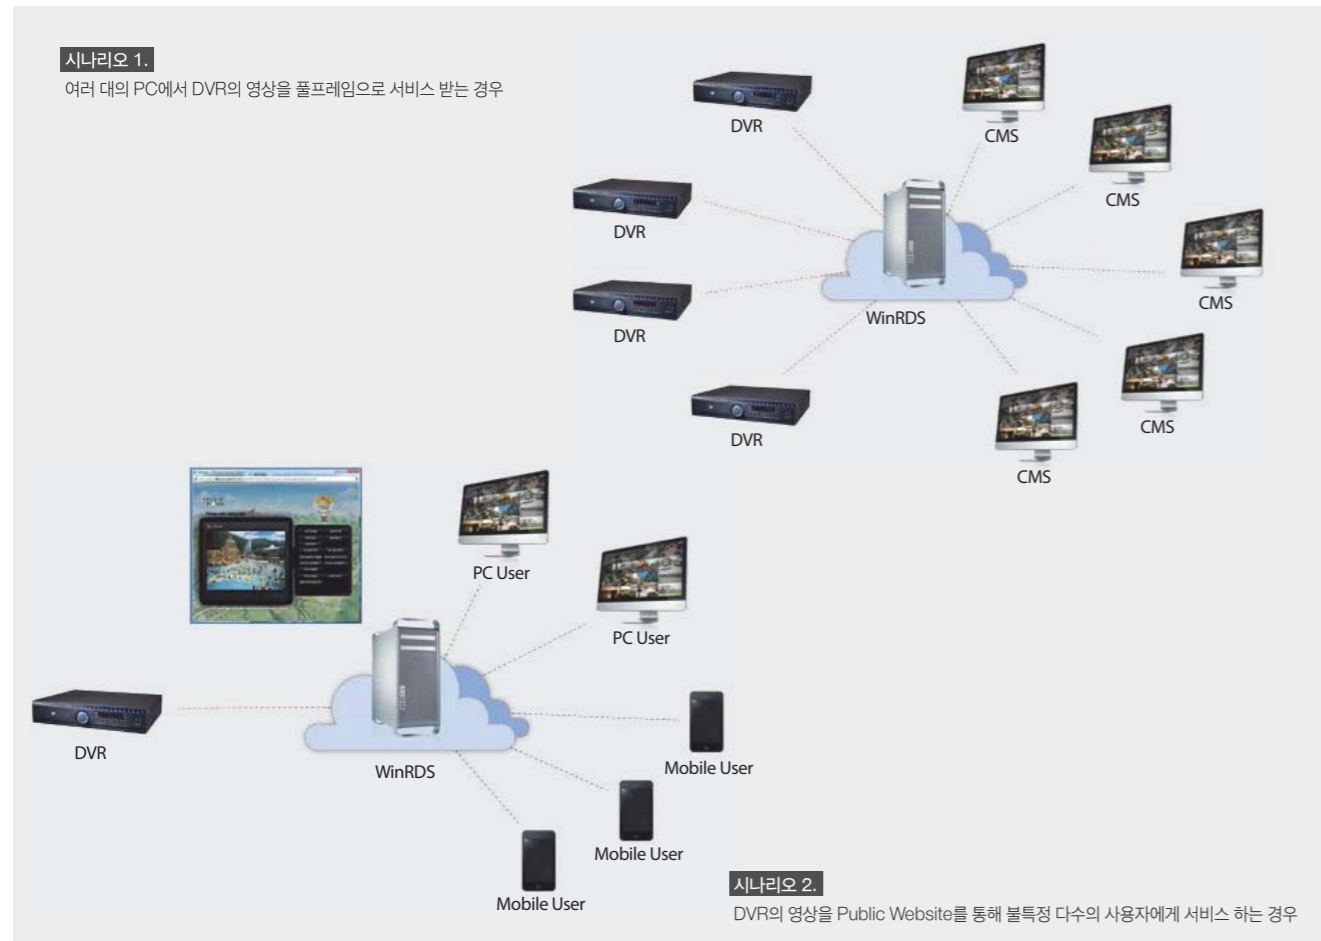 시나리오 1.
여러 대의 PC에서 DVR의 영상을 풀프레임으로 서비스 받는 경우
DVR
CMS
CMS
DVR
CMS
DVR
WinRDS
CMS
DVR
CMS
PC User
PC User
DVR
WinRDS
Mobile User
Mobile User
Mobile User
시나리오 2.
DVR의 영상을 Public Website를 통해 불특정 다수의 사용자에게 서비스 하는 경우